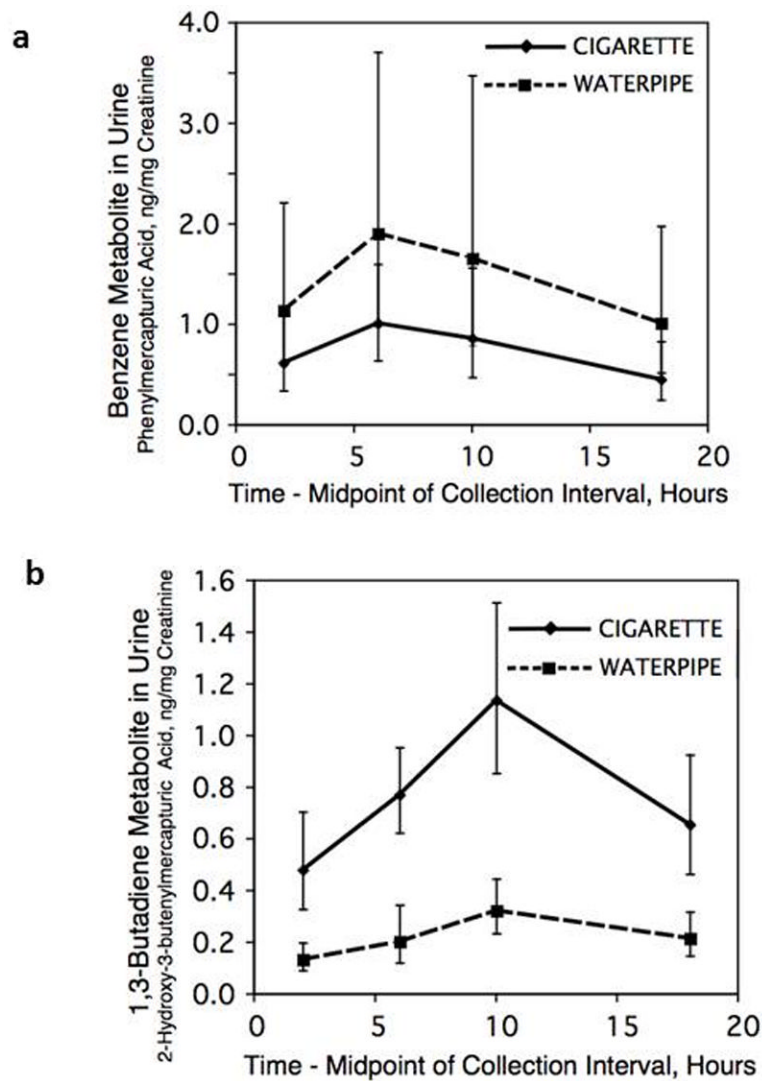 a
Benzene Metabolite in Urine
Phenylmercapturic Acid, ng/mg Creatinine
4.0
3.0
2.0
1.0
0.0
CIGARETTE
WATERPIPE
0 5 10 15 20
Time - Midpoint of Collection Interval, Hours
b
1,3-Butadiene Metabolite in Urine
2-Hydroxy-3-butenylmercapturic Acid, ng/mg Creatinine
1.6
1.4
1.2
1.0
0.8
0.6
0.4
0.2
0.0
CIGARETTE
WATERPIPE
0 5 10 15 20
Time - Midpoint of Collection Interval, Hours